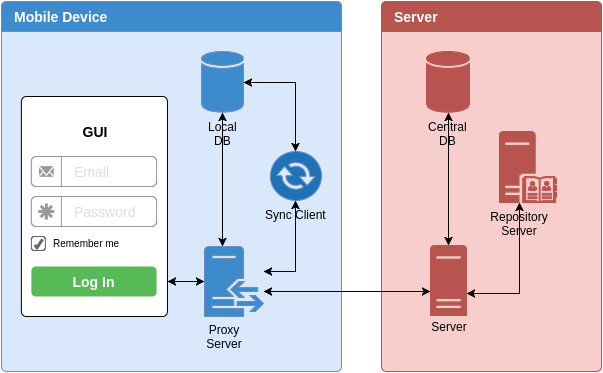 Mobile Device
Server
Local
DB
Central
DB
GUI
Email
Password
Remember me
Log In
Sync Client
Repository
Server
Proxy
Server
Server